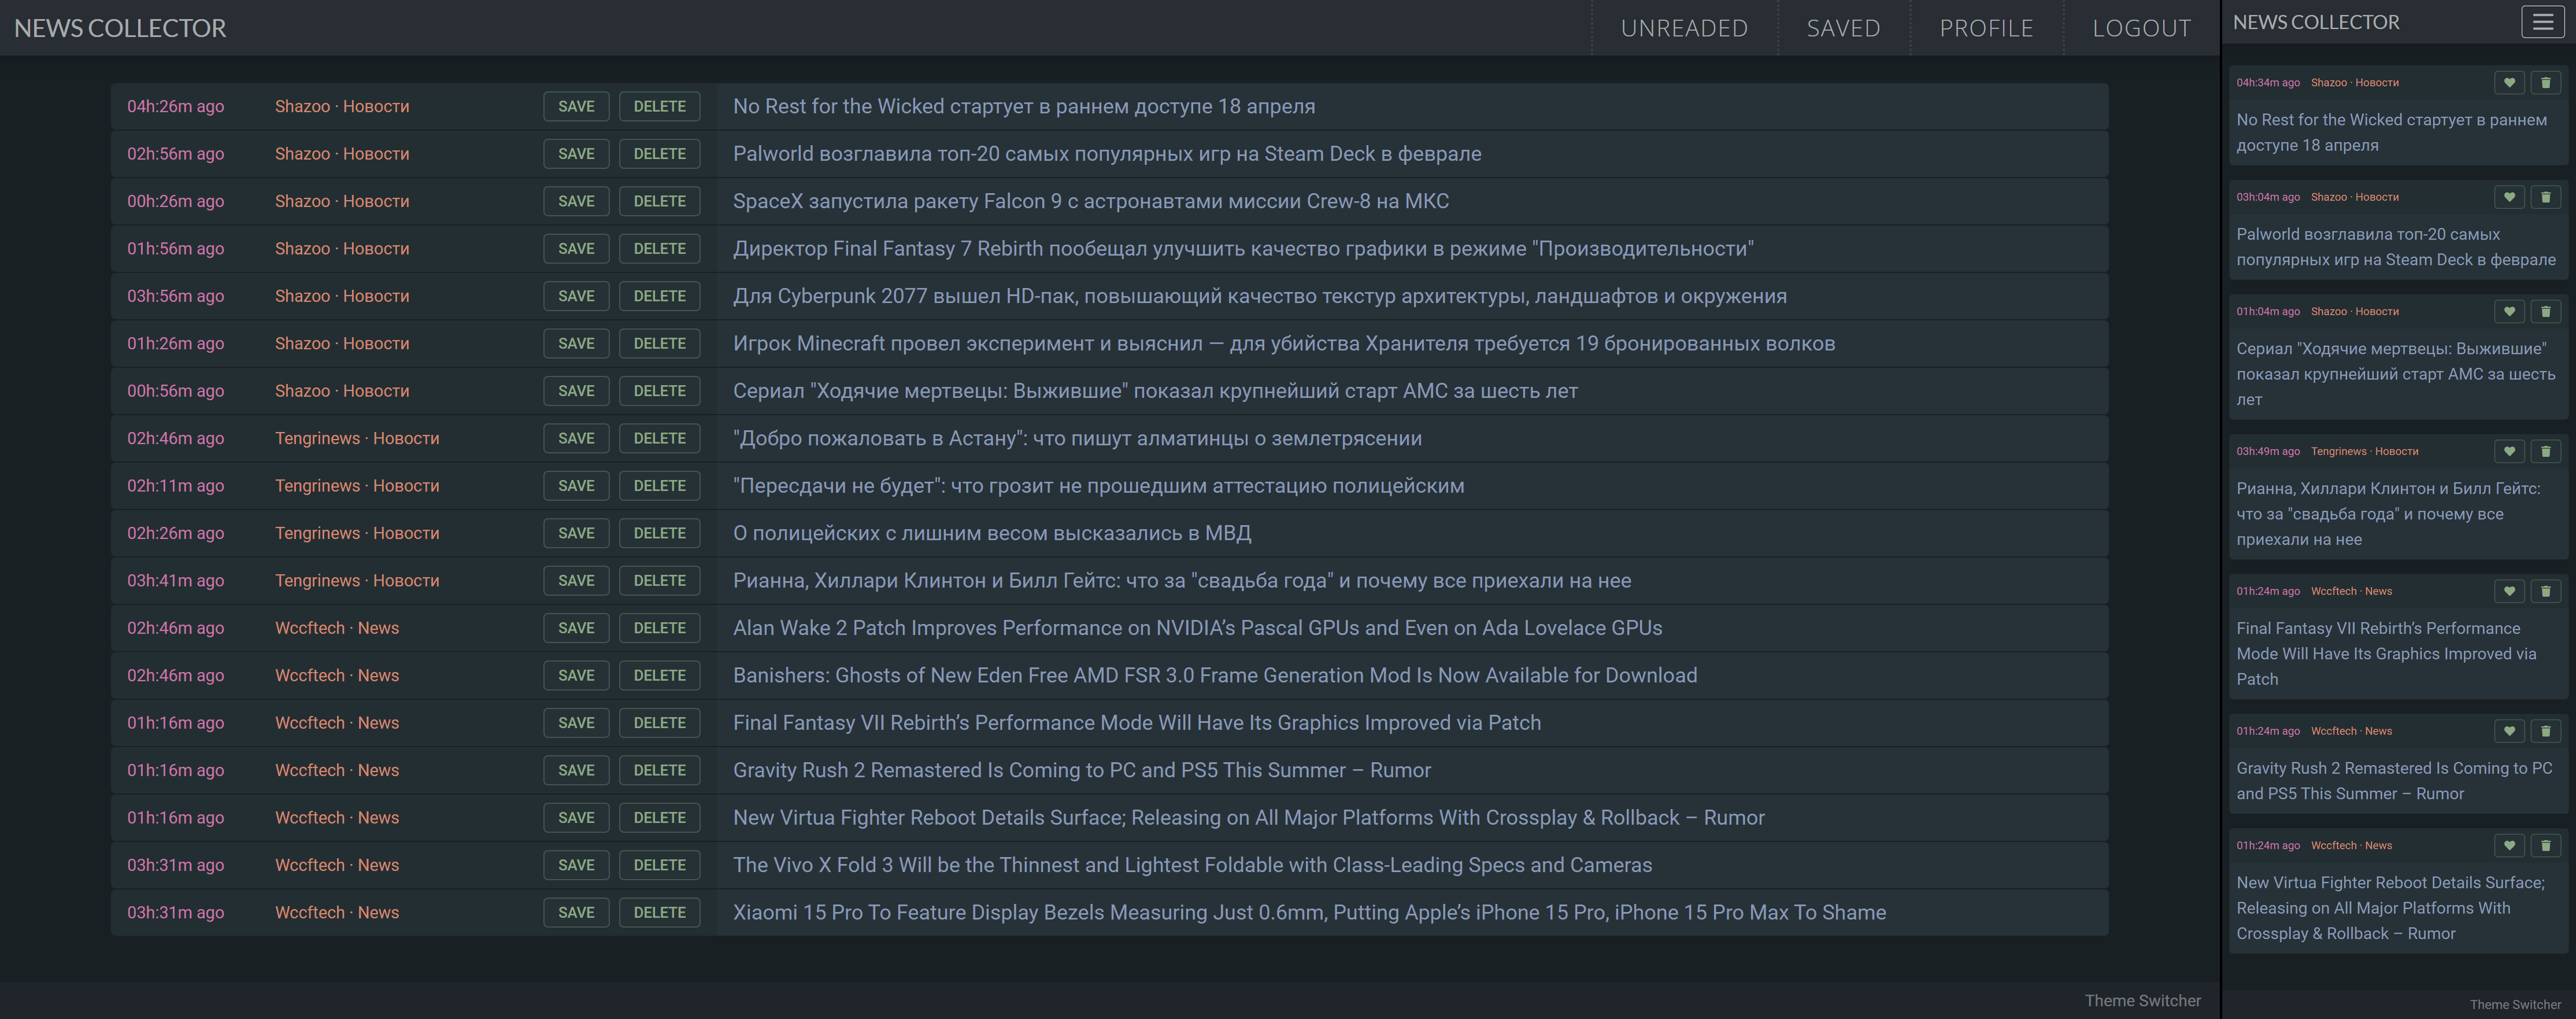 NEWS COLLECTOR
UNREADED SAVED PROFILE LOGOUT
04h:26m ago Shazoo · Новости SAVE DELETE No Rest for the Wicked стартует в раннем доступе 18 апреля
02h:56m ago Shazoo · Новости SAVE DELETE Palworld возглавила топ-20 самых популярных игр на Steam Deck в феврале
00h:26m ago Shazoo · Новости SAVE DELETE SpaceX запустила ракету Falcon 9 с астронавтами миссии Crew-8 на МКС
01h:56m ago Shazoo · Новости SAVE DELETE Директор Final Fantasy 7 Rebirth пообещал улучшить качество графики в режиме "Производительности"
03h:56m ago Shazoo · Новости SAVE DELETE Для Cyberpunk 2077 вышел HD-пак, повышающий качество текстур архитектуры, ландшафтов и окружения
01h:26m ago Shazoo · Новости SAVE DELETE Игрок Minecraft провел эксперимент и выяснил — для убийства Хранителя требуется 19 бронированных волков
00h:56m ago Shazoo · Новости SAVE DELETE Сериал "Ходячие мертвецы: Выжившие" показал крупнейший старт AMC за шесть лет
02h:46m ago Tengrinews · Новости SAVE DELETE "Добро пожаловать в Астану": что пишут алматинцы о землетрясении
02h:11m ago Tengrinews · Новости SAVE DELETE "Пересдачи не будет": что грозит не прошедшим аттестацию полицейским
02h:26m ago Tengrinews · Новости SAVE DELETE О полицейских с лишним весом высказались в МВД
03h:41m ago Tengrinews · Новости SAVE DELETE Рианна, Хиллари Клинтон и Билл Гейтс: что за "свадьба года" и почему все приехали на нее
02h:46m ago Wccftech · News SAVE DELETE Alan Wake 2 Patch Improves Performance on NVIDIA’s Pascal GPUs and Even on Ada Lovelace GPUs
02h:46m ago Wccftech · News SAVE DELETE Banishers: Ghosts of New Eden Free AMD FSR 3.0 Frame Generation Mod Is Now Available for Download
01h:16m ago Wccftech · News SAVE DELETE Final Fantasy VII Rebirth’s Performance Mode Will Have Its Graphics Improved via Patch
01h:16m ago Wccftech · News SAVE DELETE Gravity Rush 2 Remastered Is Coming to PC and PS5 This Summer – Rumor
01h:16m ago Wccftech · News SAVE DELETE New Virtua Fighter Reboot Details Surface; Releasing on All Major Platforms With Crossplay & Rollback – Rumor
03h:31m ago Wccftech · News SAVE DELETE The Vivo X Fold 3 Will be the Thinnest and Lightest Foldable with Class-Leading Specs and Cameras
03h:31m ago Wccftech · News SAVE DELETE Xiaomi 15 Pro To Feature Display Bezels Measuring Just 0.6mm, Putting Apple’s iPhone 15 Pro, iPhone 15 Pro Max To Shame
Theme Switcher
NEWS COLLECTOR
04h:34m ago Shazoo · Новости
No Rest for the Wicked стартует в раннем
доступе 18 апреля
03h:04m ago Shazoo · Новости
Palworld возглавила топ-20 самых
популярных игр на Steam Deck в феврале
01h:04m ago Shazoo · Новости
Сериал "Ходячие мертвецы: Выжившие"
показал крупнейший старт AMC за шесть
лет
03h:49m ago Tengrinews · Новости
Рианна, Хиллари Клинтон и Билл Гейтс:
что за "свадьба года" и почему все
приехали на нее
01h:24m ago Wccftech · News
Final Fantasy VII Rebirth’s Performance
Mode Will Have Its Graphics Improved via
Patch
01h:24m ago Wccftech · News
Gravity Rush 2 Remastered Is Coming to PC
and PS5 This Summer – Rumor
01h:24m ago Wccftech · News
New Virtua Fighter Reboot Details Surface;
Releasing on All Major Platforms With
Crossplay & Rollback – Rumor
Theme Switcher